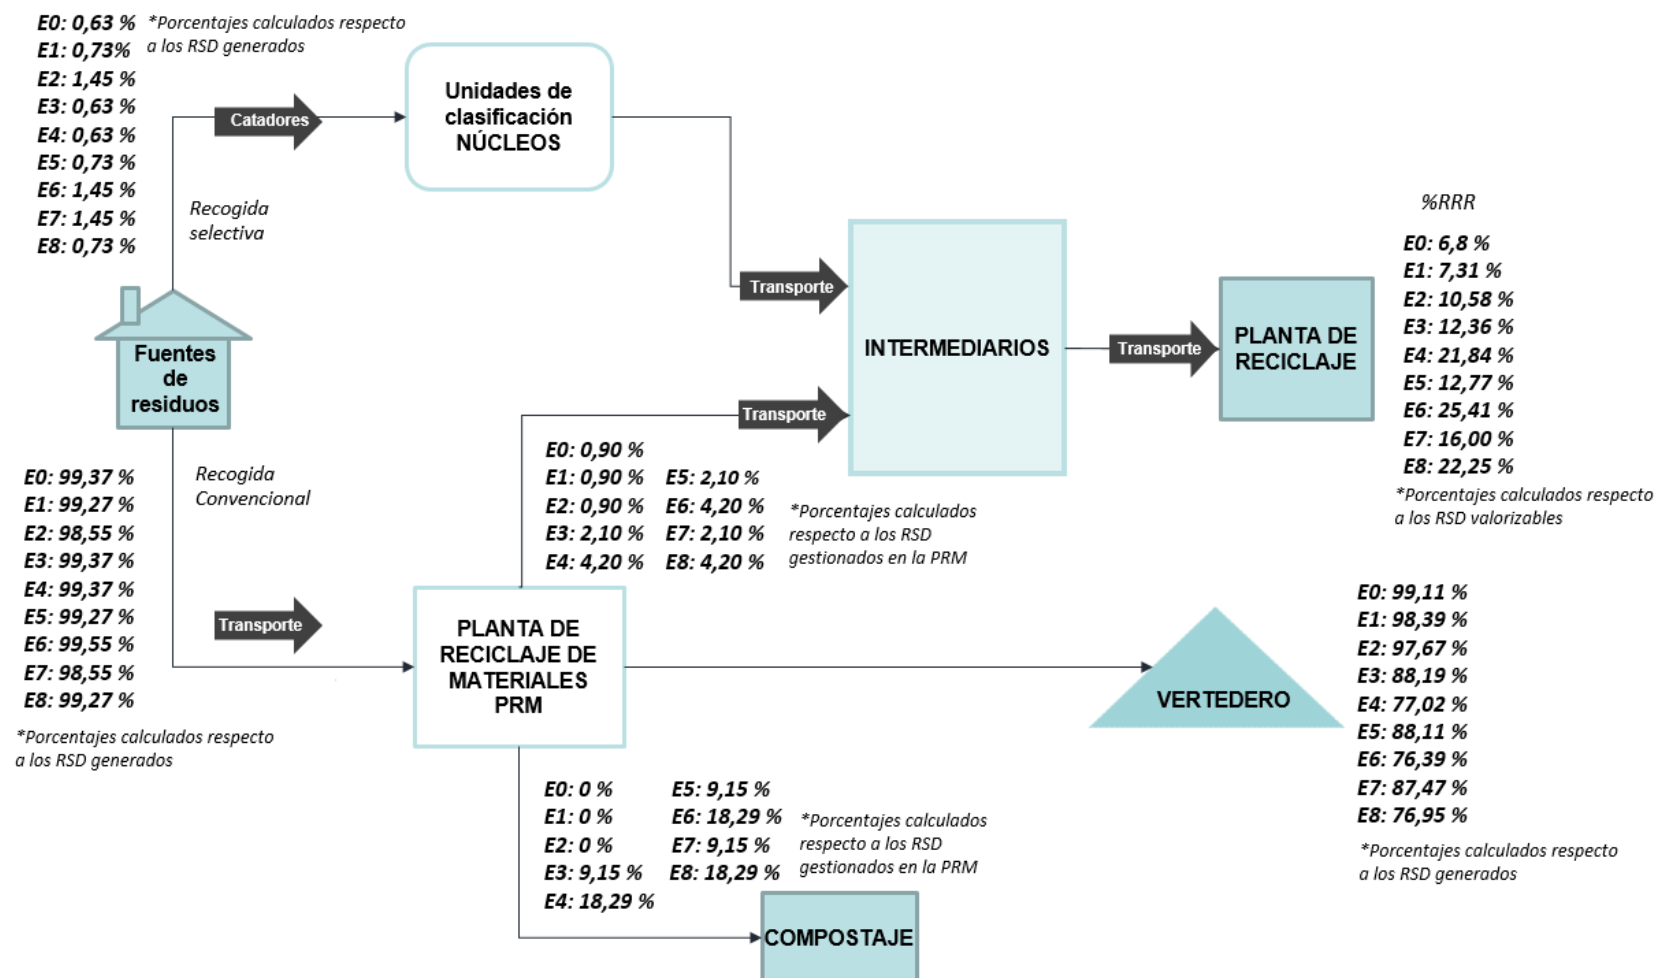 E0: 0,63 %
E1: 0,73%
E2: 1,45 %
E3: 0,63 %
E4: 0,63 %
E5: 0,73 %
E6: 1,45 %
E7: 1,45 %
E8: 0,73 %
*Porcentajes calculados respecto
a los RSD generados
Catadores
Recogida
selectiva
Unidades de
clasificación
NÚCLEOS
Fuentes
de
residuos
Transporte
INTERMEDIARIOS
Transporte
PLANTA DE
RECICLAJE
%RRR
E0: 6,8 %
E1: 7,31 %
E2: 10,58 %
E3: 12,36 %
E4: 21,84 %
E5: 12,77 %
E6: 25,41 %
E7: 16,00 %
E8: 22,25 %
*Porcentajes calculados respecto
a los RSD valorizables
Transporte
E0: 0,90 %
E1: 0,90 %
E2: 0,90 %
E3: 2,10 %
E4: 4,20 %
E5: 2,10 %
E6: 4,20 %
E7: 2,10 %
E8: 4,20 %
*Porcentajes calculados
respecto a los RSD
gestionados en la PRM
E0: 99,37 %
E1: 99,27 %
E2: 98,55 %
E3: 99,37 %
E4: 99,37 %
E5: 99,27 %
E6: 99,55 %
E7: 98,55 %
E8: 99,27 %
*Porcentajes calculados respecto
a los RSD generados
Recogida
Convencional
Transporte
PLANTA DE
RECICLAJE DE
MATERIALES
PRM
VERTEDERO
E0: 99,11 %
E1: 98,39 %
E2: 97,67 %
E3: 88,19 %
E4: 77,02 %
E5: 88,11 %
E6: 76,39 %
E7: 87,47 %
E8: 76,95 %
*Porcentajes calculados respecto
a los RSD generados
E0: 0 %
E1: 0 %
E2: 0 %
E3: 9,15 %
E4: 18,29 %
E5: 9,15 %
E6: 18,29 %
E7: 9,15 %
E8: 18,29 %
*Porcentajes calculados
respecto a los RSD
gestionados en la PRM
COMPOSTAJE